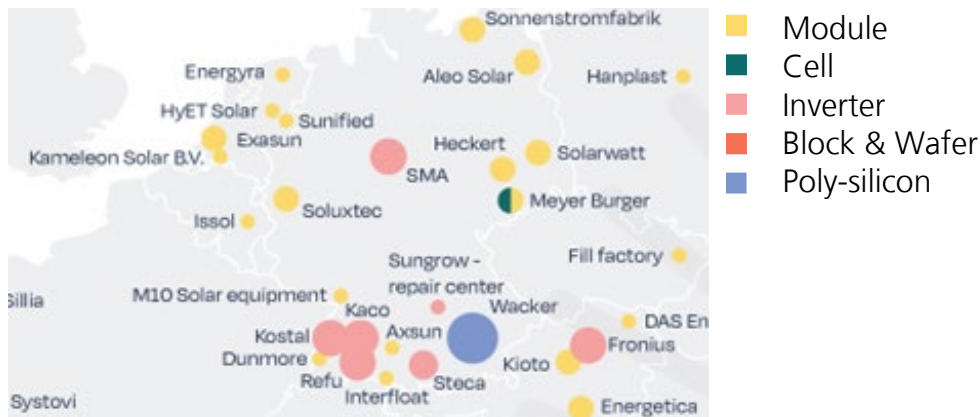 Sonnenstromfabrik
Energyra
Aleo Solar
Hanplast
HyET Solar
Sunified
Exasun
Heckert
Solarwatt
Kameleon Solar B.V.
SMA
Issol
Soluxtec
Meyer Burger
Sungrow -
repair center
Fill factory
M10 Solar equipment
Kaco
Wacker
Kostal
Axsun
DAS En
Fronius
Dunmore
Refu
Interfloat
Steca
Kioto
Systovi
Energetica
Module
Cell
Inverter
Block & Wafer
Poly-silicon